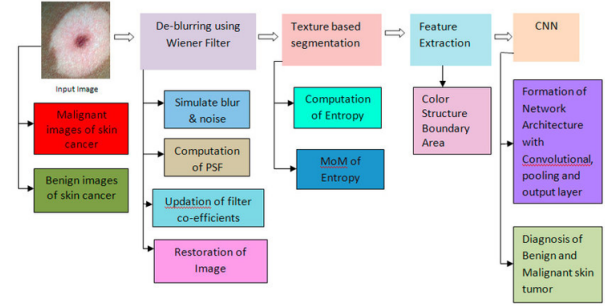 De-blurring using
Wiener Filter
Texture based
segmentation
Feature
Extraction
CNN
Input Image
Malignant
images of skin
cancer
Benign images
of skin cancer
Simulate blur
& noise
Computation
of PSF
Updation of filter
co-efficients
Restoration of
Image
Computation
of Entropy
MoM of
Entropy
Color
Structure
Boundary
Area
Formation of
Network
Architecture
with
Convolutional,
pooling and
output layer
Diagnosis of
Benign and
Malignant skin
tumor